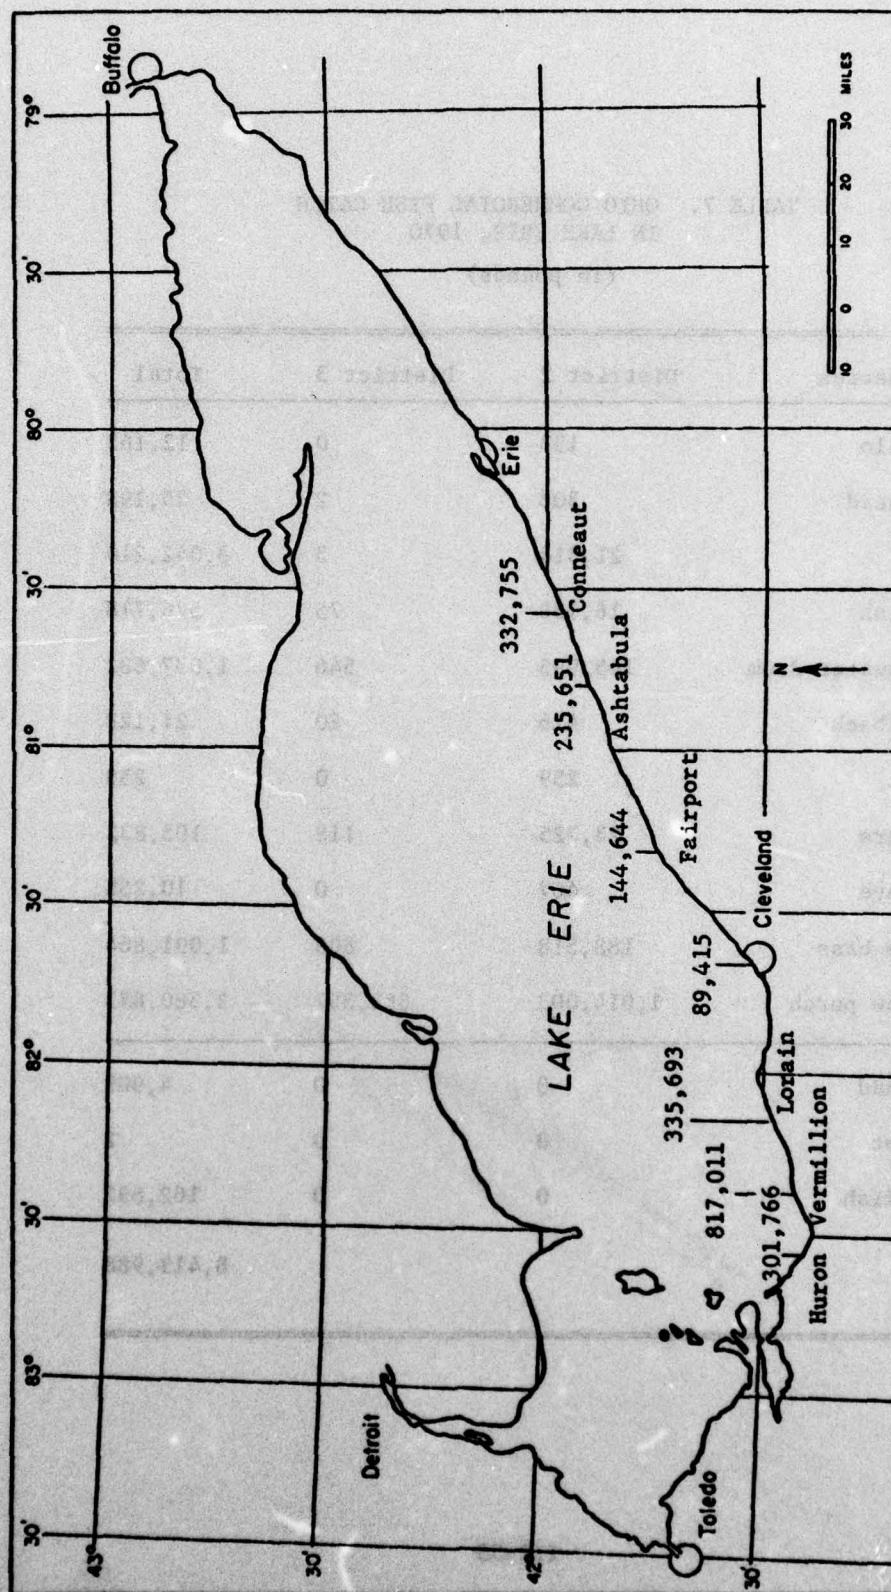 30'
83°
30'
82°
30'
81°
30'
80°
30'
79°
43°
30'
42°
30'
Buffalo
Detroit
Toledo
Erie
LAKE ERIE
332,755
Conneaut
235,651
Ashtabula
144,644
Fairport
89,415
Cleveland
335,693
Lorain
817,011
Vermillion
301,766
Huron
N
10
0
10
20
30
MILES